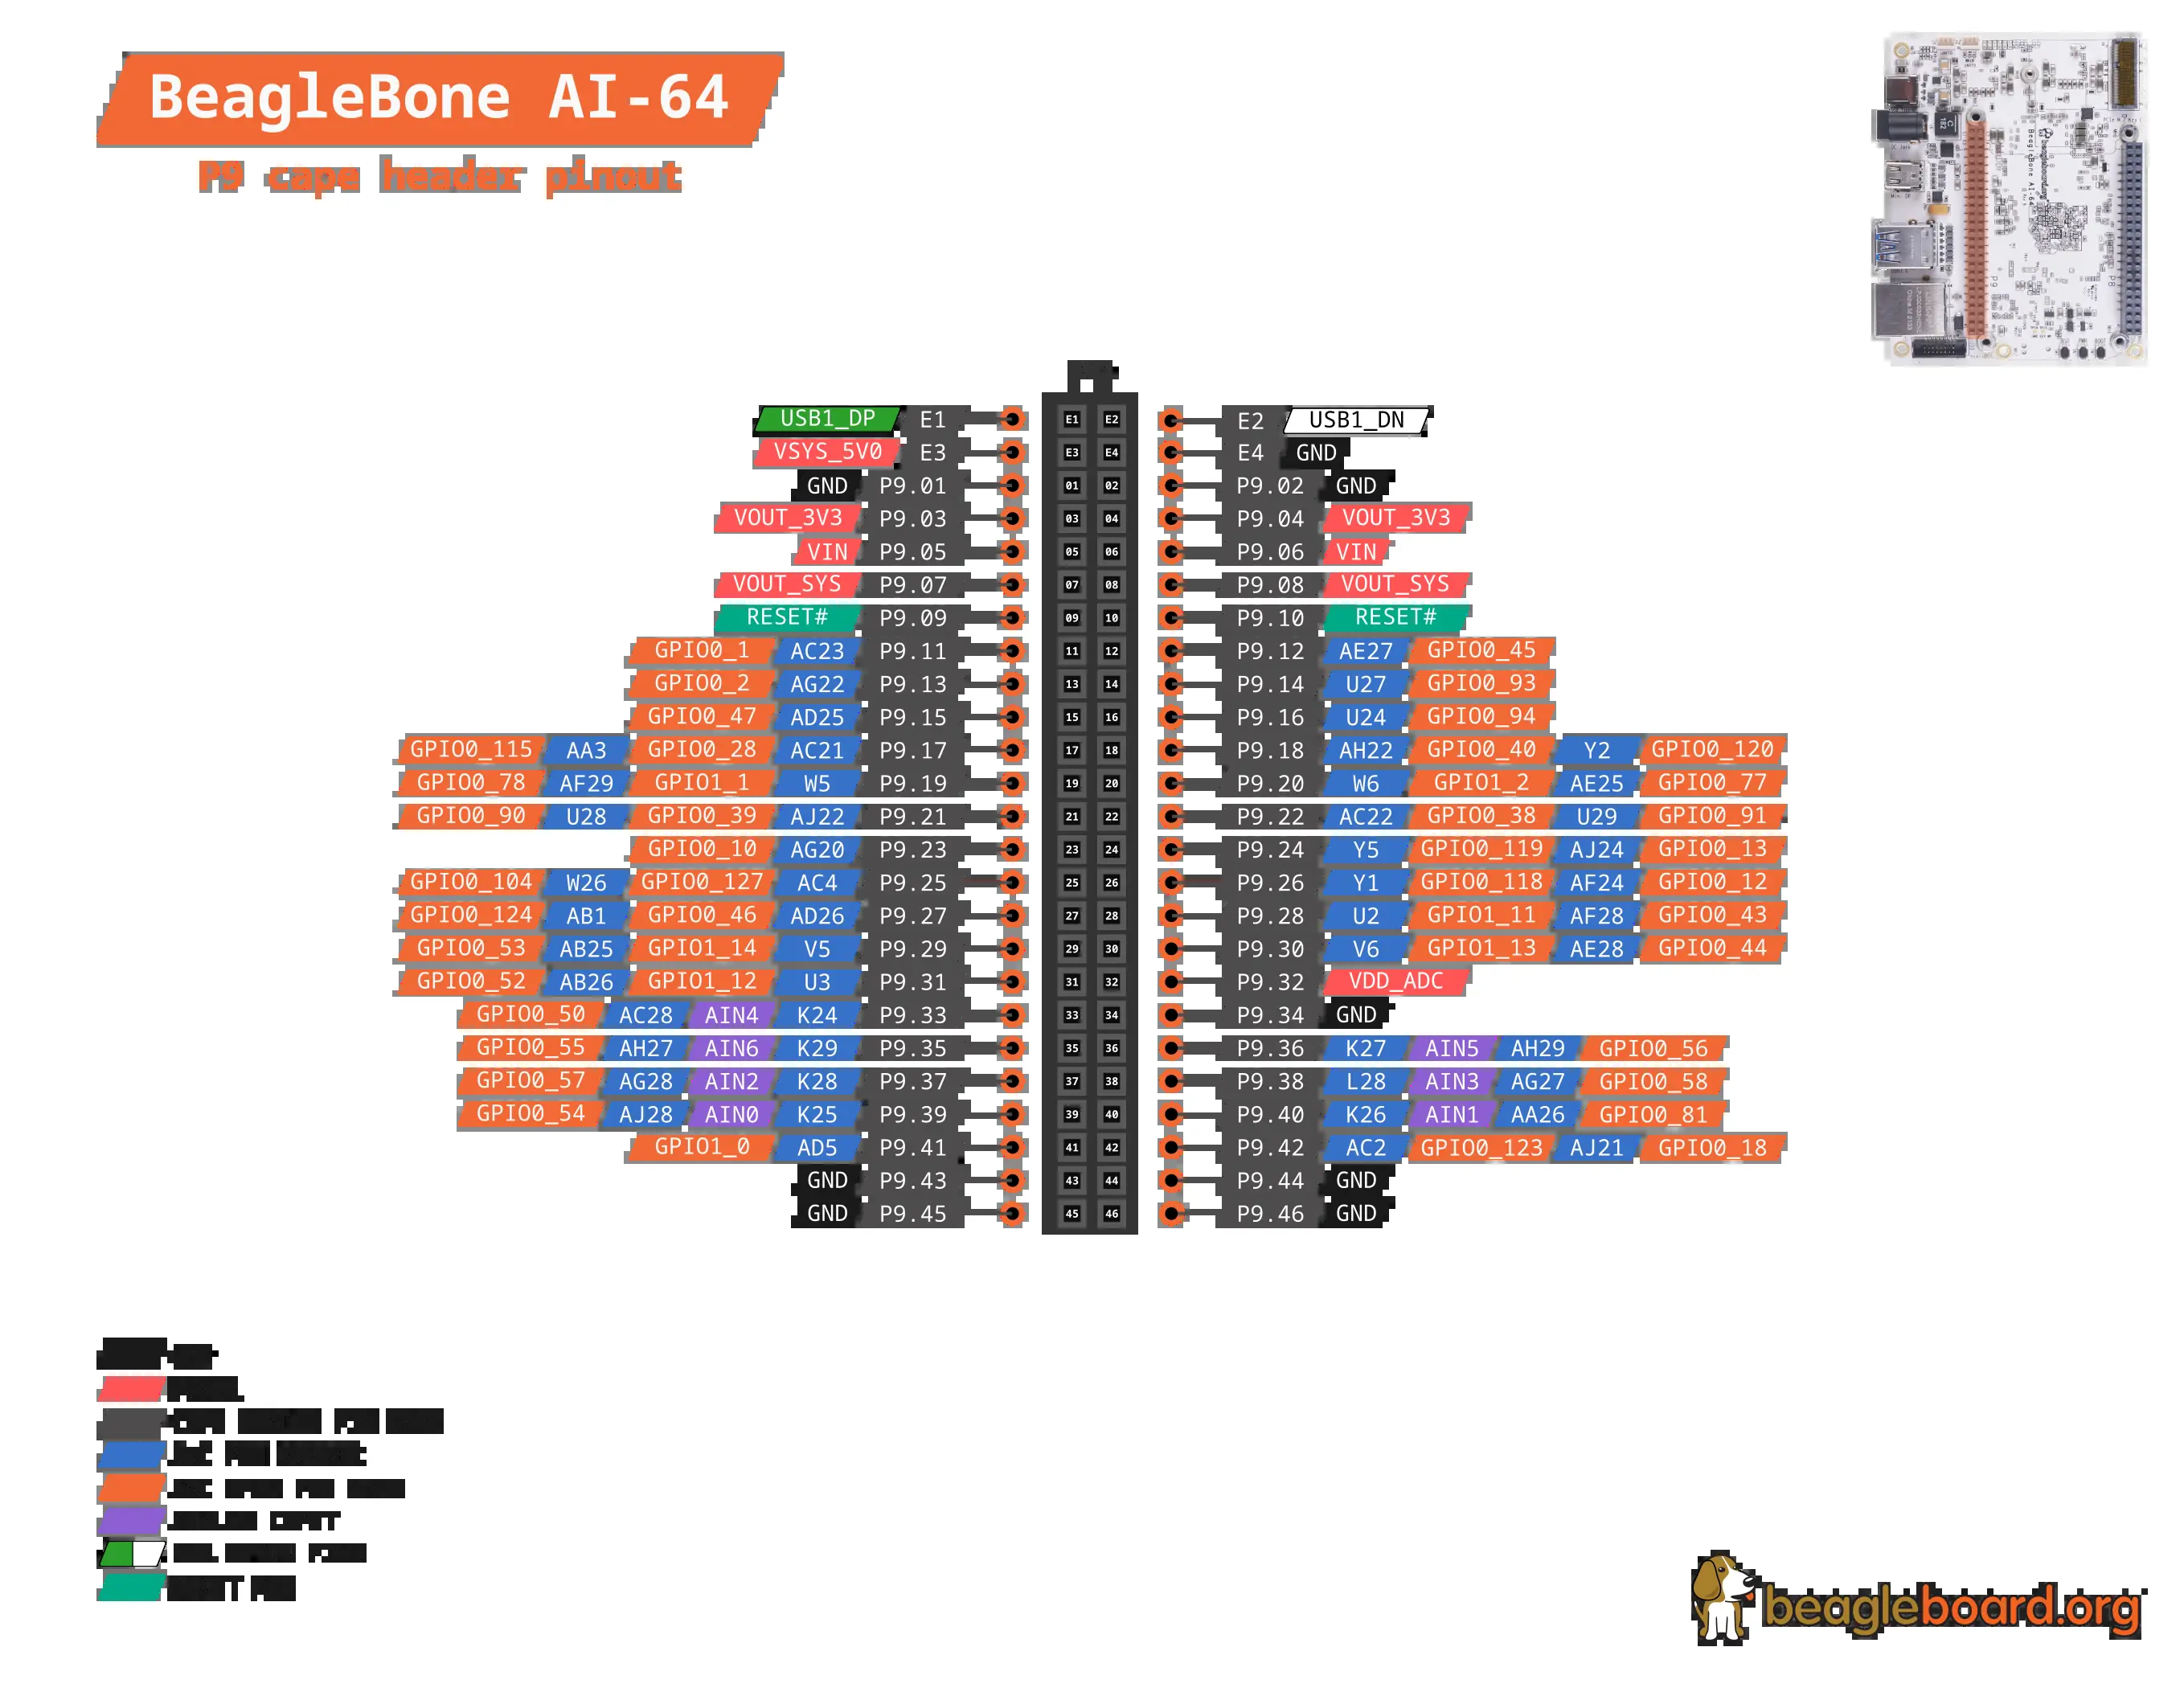 BeagleBone AI-64
P9 cape header pinout
USB1_DP E1 E1 E2 E2 USB1_DN
VSYS_5V0 E3 E3 E4 E4 GND
GND P9.01 01 02 P9.02 GND
VOUT_3V3 P9.03 03 04 P9.04 VOUT_3V3
VIN P9.05 05 06 P9.06 VIN
VOUT_SYS P9.07 07 08 P9.08 VOUT_SYS
RESET# P9.09 09 10 P9.10 RESET#
GPIO0_1 AC23 P9.11 11 12 P9.12 AE27 GPIO0_45
GPIO0_2 AG22 P9.13 13 14 P9.14 U27 GPIO0_93
GPIO0_47 AD25 P9.15 15 16 P9.16 U24 GPIO0_94
GPIO0_115 AA3 GPIO0_28 AC21 P9.17 17 18 P9.18 AH22 GPIO0_40 Y2 GPIO0_120
GPIO0_78 AF29 GPIO1_1 W5 P9.19 19 20 P9.20 W6 GPIO1_2 AE25 GPIO0_77
GPIO0_90 U28 GPIO0_39 AJ22 P9.21 21 22 P9.22 AC22 GPIO0_38 U29 GPIO0_91
GPIO0_10 AG20 P9.23 23 24 P9.24 Y5 GPIO0_119 AJ24 GPIO0_13
GPIO0_104 W26 GPIO0_127 AC4 P9.25 25 26 P9.26 Y1 GPIO0_118 AF24 GPIO0_12
GPIO0_124 AB1 GPIO0_46 AD26 P9.27 27 28 P9.28 U2 GPIO1_11 AF28 GPIO0_43
GPIO0_53 AB25 GPIO1_14 V5 P9.29 29 30 P9.30 V6 GPIO1_13 AE28 GPIO0_44
GPIO0_52 AB26 GPIO1_12 U3 P9.31 31 32 P9.32 VDD_ADC
GPIO0_50 AC28 AIN4 K24 P9.33 33 34 P9.34 GND
GPIO0_55 AH27 AIN6 K29 P9.35 35 36 P9.36 K27 AIN5 AH29 GPIO0_56
GPIO0_57 AG28 AIN2 K28 P9.37 37 38 P9.38 L28 AIN3 AG27 GPIO0_58
GPIO0_54 AJ28 AIN0 K25 P9.39 39 40 P9.40 K26 AIN1 AA26 GPIO0_81
GPIO1_0 AD5 P9.41 41 42 P9.42 AC2 GPIO0_123 AJ21 GPIO0_18
GND P9.43 43 44 P9.44 GND
GND P9.45 45 46 P9.46 GND
beagleboard.org